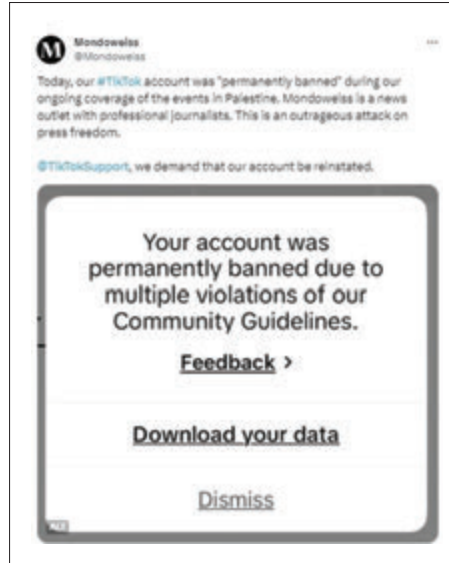 Mondoweiss
@Mondoweiss
Today, our #TikTok account was "permanently banned" during our
ongoing coverage of the events in Palestine. Mondoweiss is a news
outlet with professional journalists. This is an outrageous attack on
press freedom.
@TikTokSupport, we demand that our account be reinstated.
Your account was
permanently banned due to
multiple violations of our
Community Guidelines.
Feedback >
Download your data
Dismiss